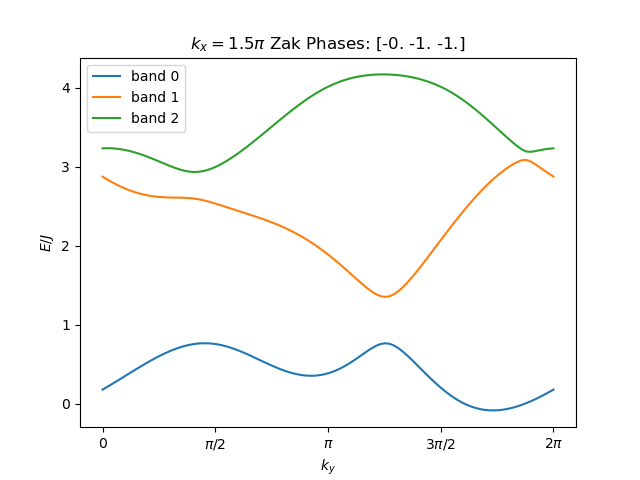 k_x = 1.5π Zak Phases: [-0. -1. -1.]
band 0
band 1
band 2
E/J
4
3
2
1
0
0 π/2 π 3π/2 2π
k_y